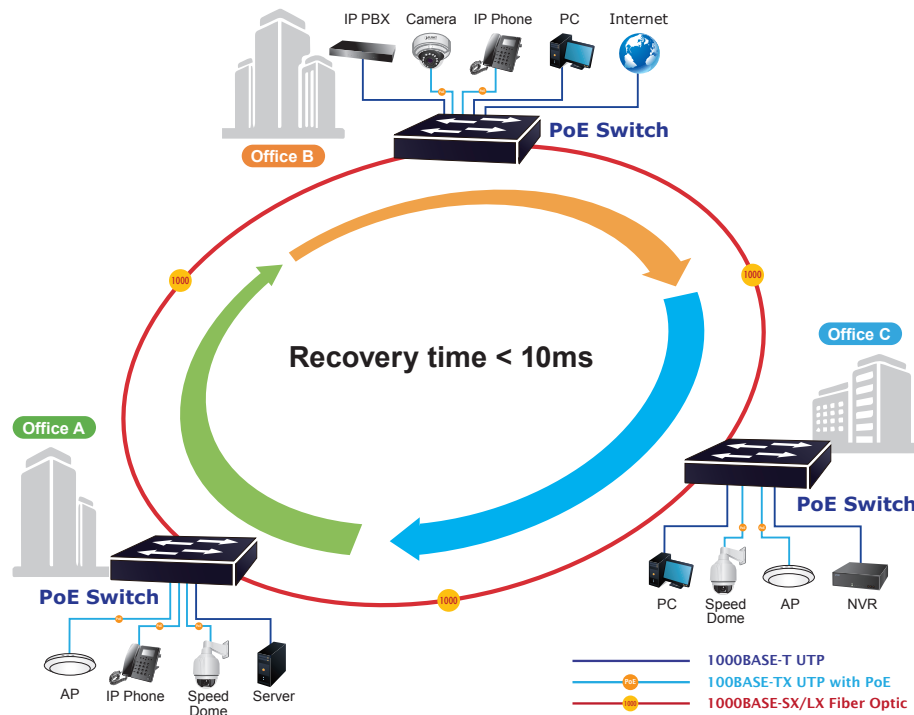 IP PBX
Camera
IP Phone
PC
Internet
PoE Switch
Office B
1000
1000
Office C
Recovery time < 10ms
Office A
PoE Switch
PoE Switch
PC
Speed
Dome
AP
NVR
1000
AP
IP Phone
Speed
Dome
Server
1000BASE-T UTP
PoE
100BASE-TX UTP with PoE
1000
1000BASE-SX/LX Fiber Optic